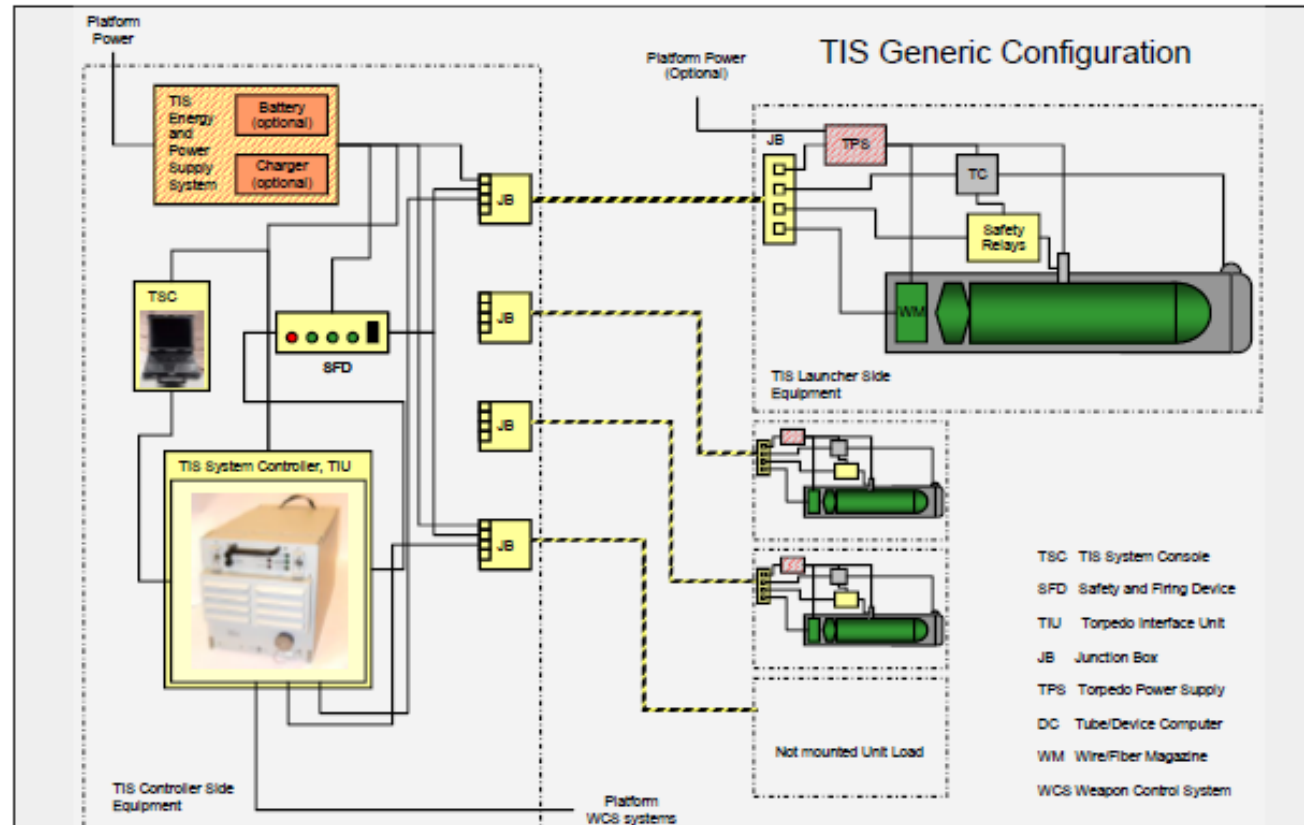 Platform
Power
TIS Generic Configuration
Platform Power
(Optional)
TIS
Energy
and
Power
Supply
System
Battery
(optional)
Charger
(optional)
JB
JB
TPS
TC
Safety
Relays
WM
TIS Launcher Side
Equipment
TSC
SFD
JB
JB
JB
TIS System Controller, TIU
Not mounted Unit Load
TIS Controller Side
Equipment
Platform
WCS systems
TSC TIS System Console
SFD Safety and Firing Device
TIU Torpedo Interface Unit
JB Junction Box
TPS Torpedo Power Supply
DC Tube/Device Computer
WM Wire/Fiber Magazine
WCS Weapon Control System